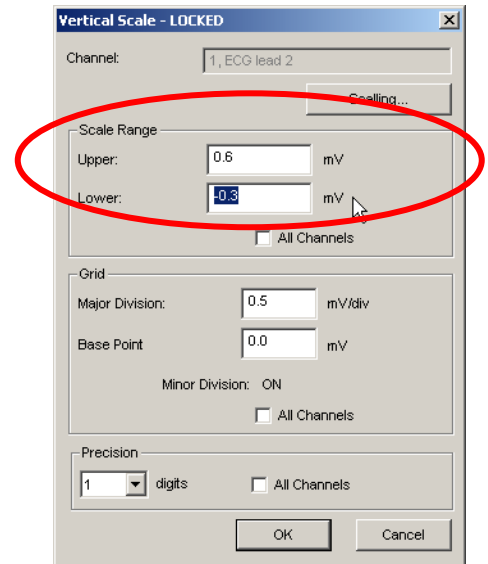 Vertical Scale - LOCKED
Channel: 1, ECG lead 2
Scalling...
Scale Range
Upper: 0.6 mV
Lower: -0.3 mV
All Channels
Grid
Major Division: 0.5 mV/div
Base Point 0.0 mV
Minor Division: ON
All Channels
Precision
1 digits All Channels
OK Cancel